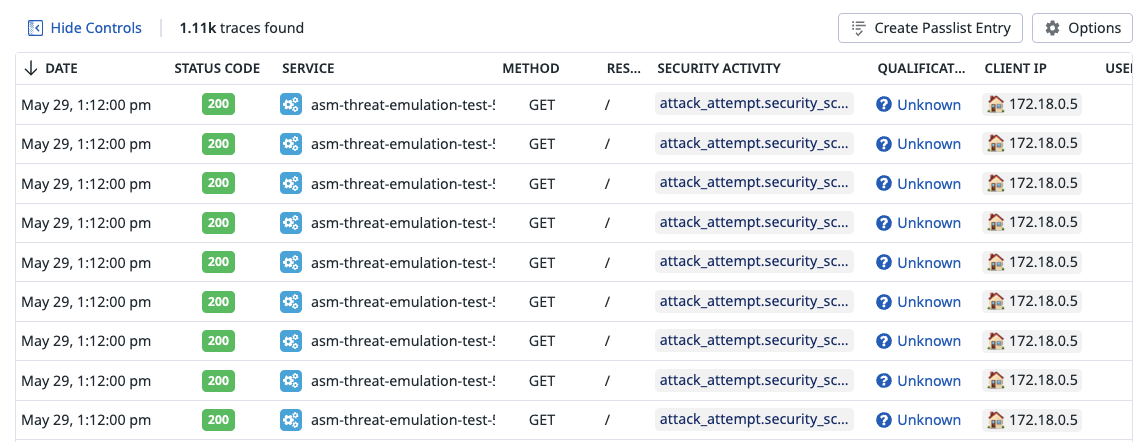 Hide Controls 1.11k traces found Create Passlist Entry Options
DATE STATUS CODE SERVICE METHOD RES... SECURITY ACTIVITY QUALIFICAT... CLIENT IP USE
May 29, 1:12:00 pm 200 asm-threat-emulation-test- GET / attack_attempt.security_sc... ? Unknown 172.18.0.5
May 29, 1:12:00 pm 200 asm-threat-emulation-test- GET / attack_attempt.security_sc... ? Unknown 172.18.0.5
May 29, 1:12:00 pm 200 asm-threat-emulation-test- GET / attack_attempt.security_sc... ? Unknown 172.18.0.5
May 29, 1:12:00 pm 200 asm-threat-emulation-test- GET / attack_attempt.security_sc... ? Unknown 172.18.0.5
May 29, 1:12:00 pm 200 asm-threat-emulation-test- GET / attack_attempt.security_sc... ? Unknown 172.18.0.5
May 29, 1:12:00 pm 200 asm-threat-emulation-test- GET / attack_attempt.security_sc... ? Unknown 172.18.0.5
May 29, 1:12:00 pm 200 asm-threat-emulation-test- GET / attack_attempt.security_sc... ? Unknown 172.18.0.5
May 29, 1:12:00 pm 200 asm-threat-emulation-test- GET / attack_attempt.security_sc... ? Unknown 172.18.0.5
May 29, 1:12:00 pm 200 asm-threat-emulation-test- GET / attack_attempt.security_sc... ? Unknown 172.18.0.5